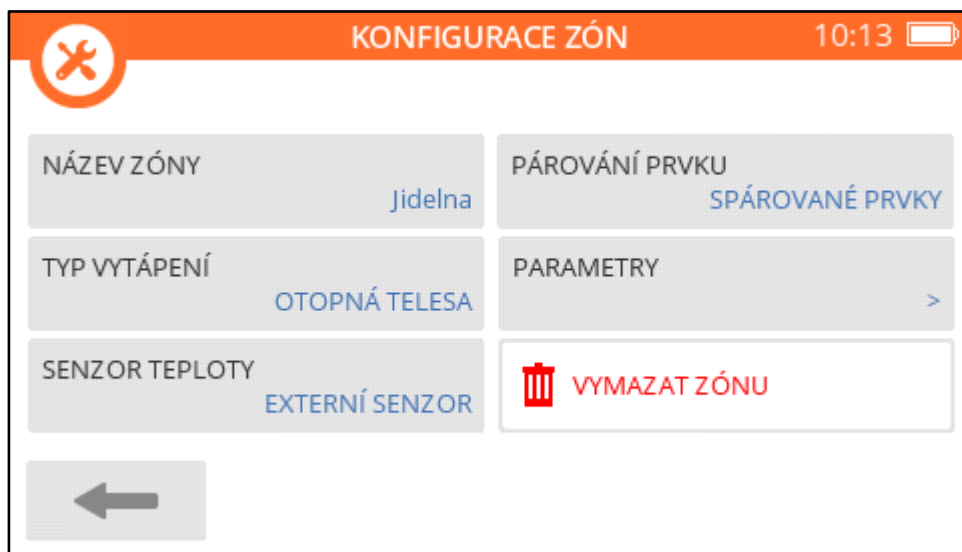 KONFIGURACE ZÓN
10:13
NÁZEV ZÓNY
Jidelna
PÁROVÁNÍ PRVKU
SPÁROVANÉ PRVKY
TYP VYTÁPENÍ
OTOPNÁ TELESA
PARAMETRY
>
SENZOR TEPLOTY
EXTERNÍ SENZOR
VYMAZAT ZÓNU